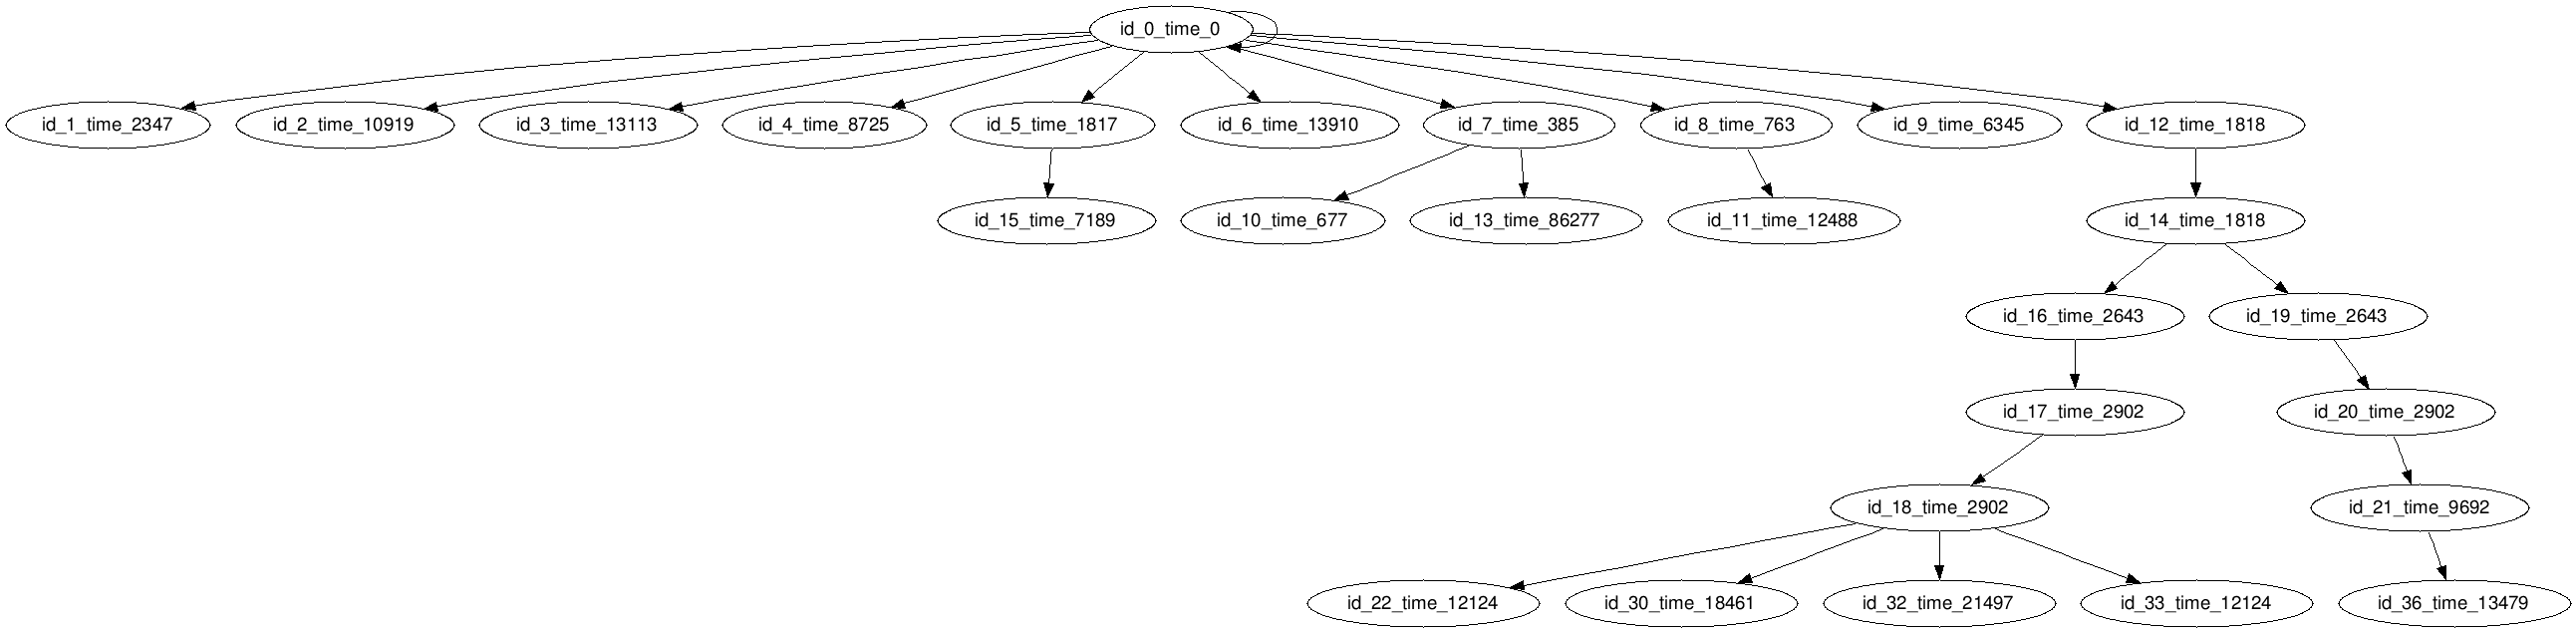 id_0_time_0
id_1_time_2347
id_2_time_10919
id_3_time_13113
id_4_time_8725
id_5_time_1817
id_6_time_13910
id_7_time_385
id_8_time_763
id_9_time_6345
id_12_time_1818
id_15_time_7189
id_10_time_677
id_13_time_86277
id_11_time_12488
id_14_time_1818
id_16_time_2643
id_19_time_2643
id_17_time_2902
id_20_time_2902
id_18_time_2902
id_21_time_9692
id_22_time_12124
id_30_time_18461
id_32_time_21497
id_33_time_12124
id_36_time_13479